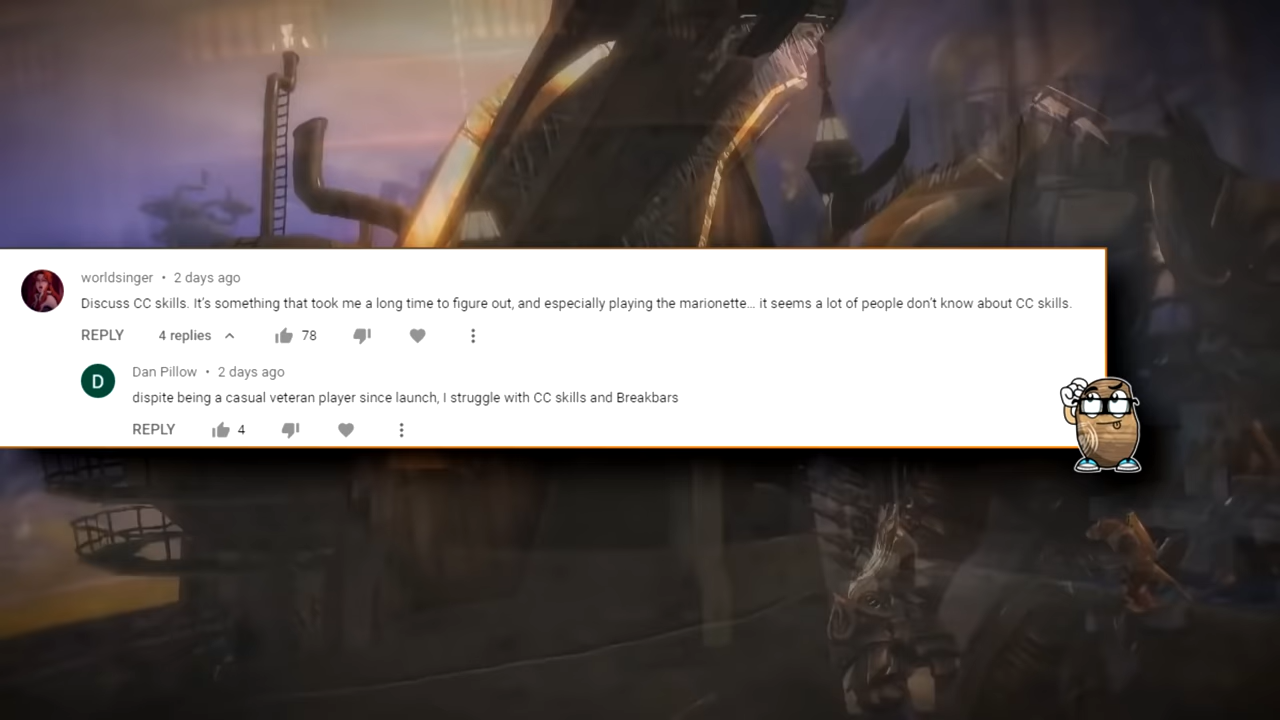 worldsinger • 2 days ago
Discuss CC skills. It's something that took me a long time to figure out, and especially playing the marionette... it seems a lot of people don't know about CC skills.
REPLY 4 replies 78
D Dan Pillow • 2 days ago
dispite being a casual veteran player since launch, I struggle with CC skills and Breakbars
REPLY 4